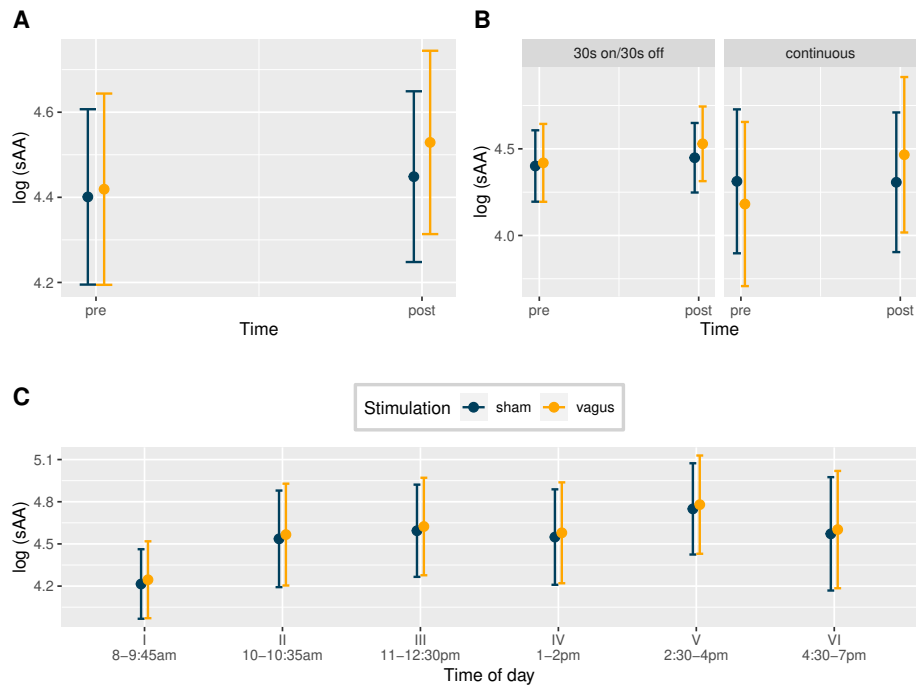 A
log (sAA)
4.6
4.4
4.2
pre
post
Time
B
30s on/30s off
continuous
log (sAA)
4.5
4.0
pre
post
pre
post
Time
C
Stimulation sham vagus
log (sAA)
5.1
4.8
4.5
4.2
I II III IV V VI
8–9:45am 10–10:35am 11–12:30pm 1–2pm 2:30–4pm 4:30–7pm
Time of day